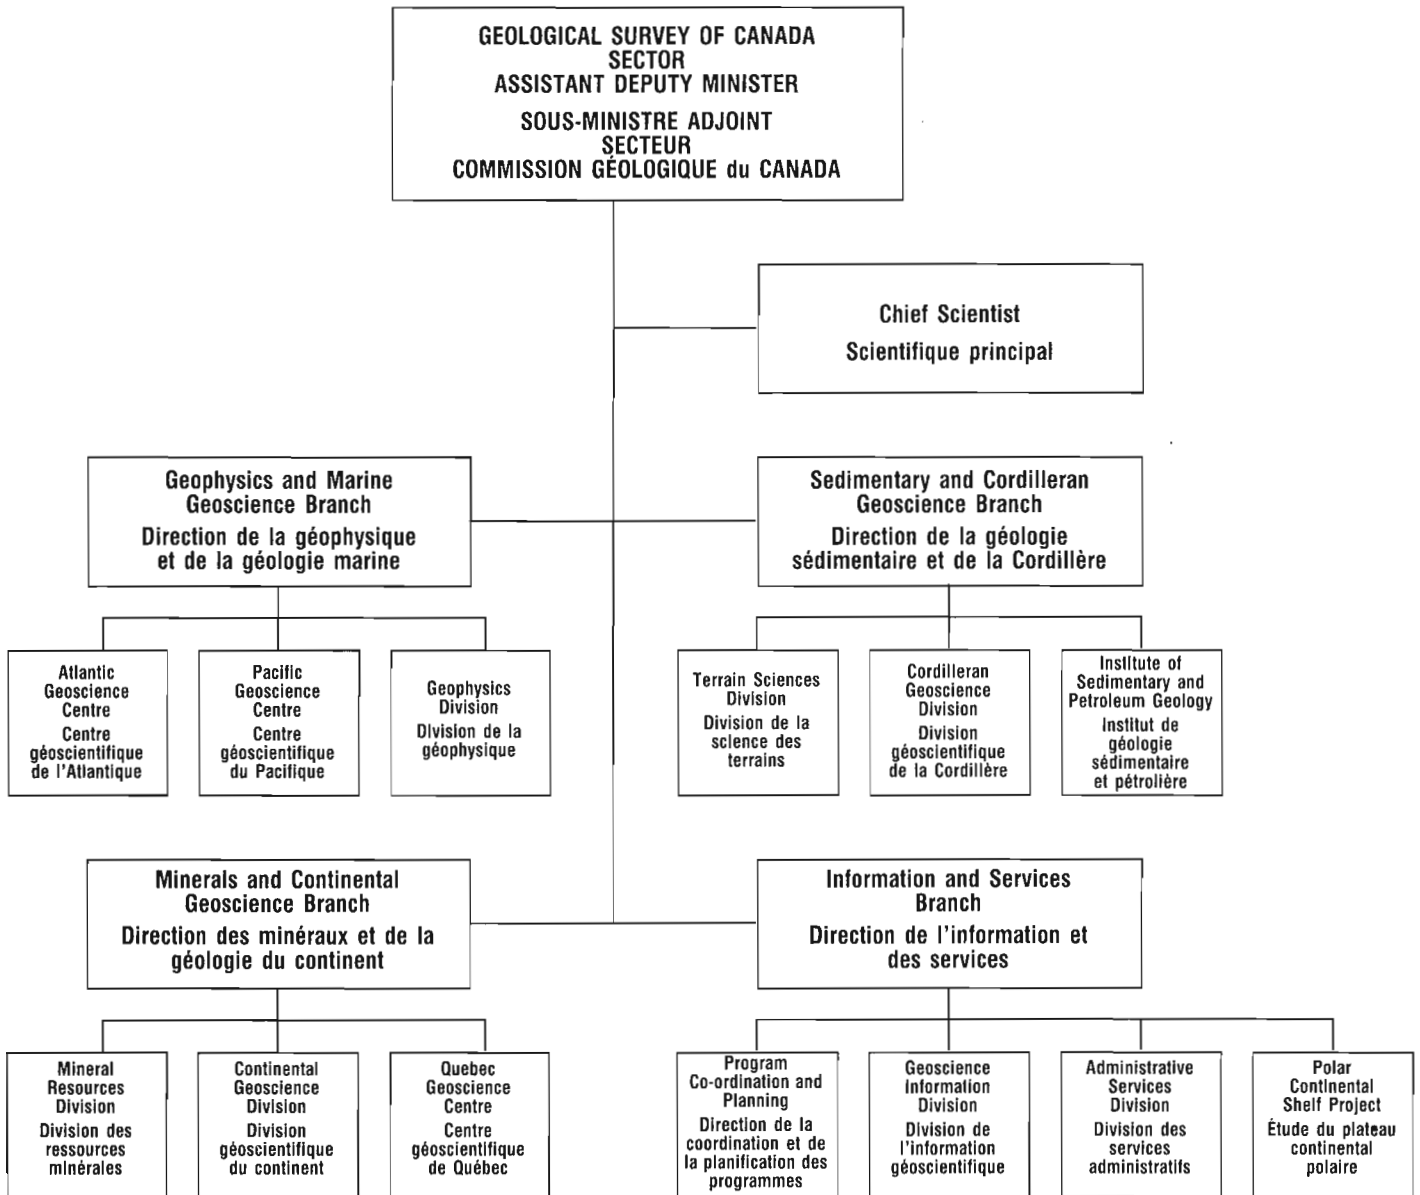 GEOLOGICAL SURVEY OF CANADA
SECTOR
ASSISTANT DEPUTY MINISTER
SOUS-MINISTRE ADJOINT
SECTEUR
COMMISSION GÉOLOGIQUE du CANADA
Chief Scientist
Scientifique principal
Geophysics and Marine
Geoscience Branch
Direction de la géophysique
et de la géologie marine
Sedimentary and Cordilleran
Geoscience Branch
Direction de la géologie
sédimentaire et de la Cordillère
Atlantic
Geoscience
Centre
Centre
géoscientifique
de l'Atlantique
Pacific
Geoscience
Centre
Centre
géoscientifique
du Pacifique
Geophysics
Division
Division de la
géophysique
Terrain Sciences
Division
Division de la
science des
terrains
Cordilleran
Geoscience
Division
Division
géoscientifique
de la Cordillère
Institute of
Sedimentary and
Petroleum Geology
Institut de
géologie
sédimentaire
et pétrolière
Minerals and Continental
Geoscience Branch
Direction des minéraux et de la
géologie du continent
Information and Services
Branch
Direction de l'information et
des services
Mineral
Resources
Division
Division des
ressources
minérales
Continental
Geoscience
Division
Division
géoscientifique
du continent
Quebec
Geoscience
Centre
Centre
géoscientifique
de Québec
Program
Co-ordination and
Planning
Direction de la
coordination et de
la planification des
programmes
Geoscience
Information
Division
Division de
l'information
géoscientifique
Administrative
Services
Division
Division des
services
administratifs
Polar
Continental
Shelf Project
Étude du plateau
continental
polaire